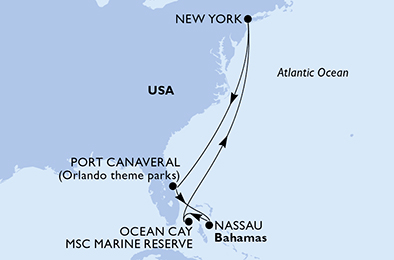 NEW YORK
Atlantic Ocean
USA
PORT CANAVERAL
(Orlando theme parks)
OCEAN CAY
MSC MARINE RESERVE
NASSAU
Bahamas